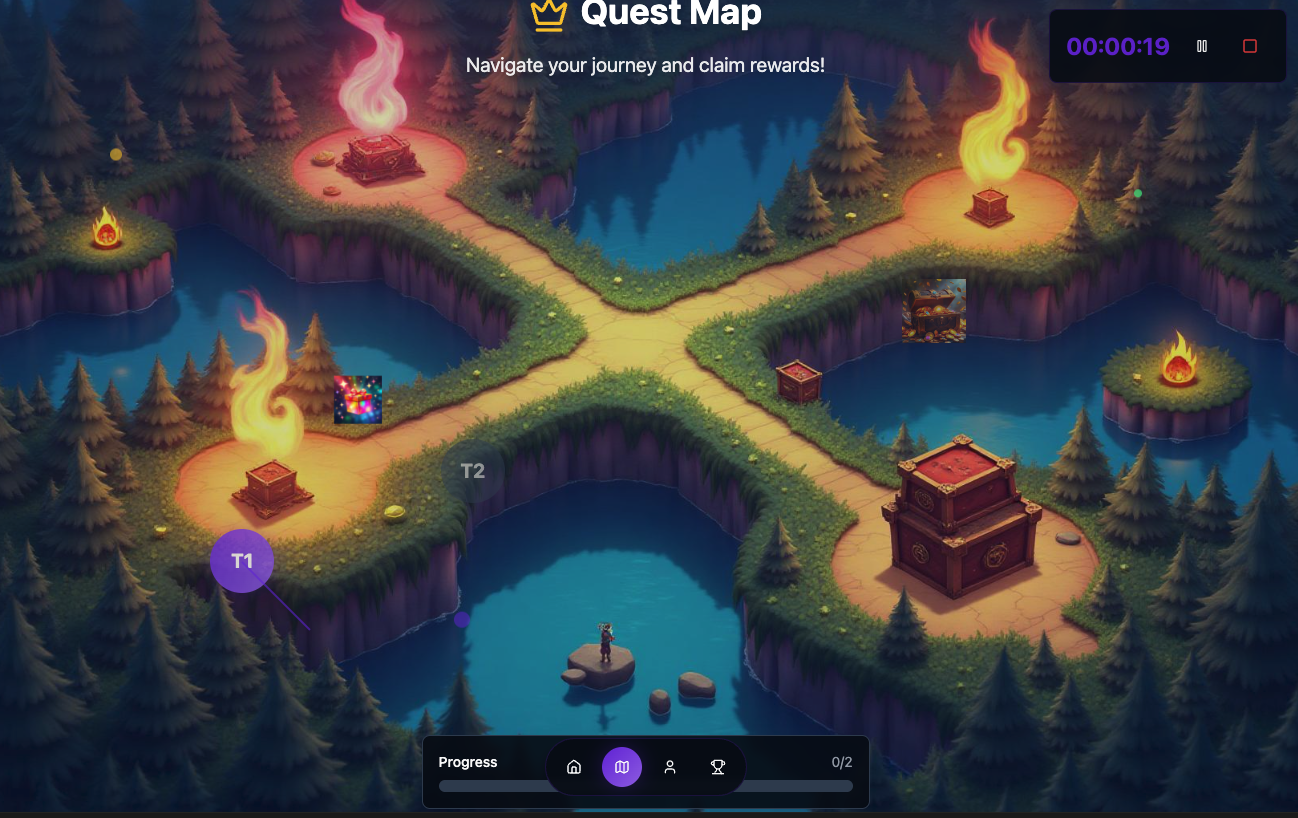 Quest Map
Navigate your journey and claim rewards!
00:00:19
T2
T1
Progress
0/2